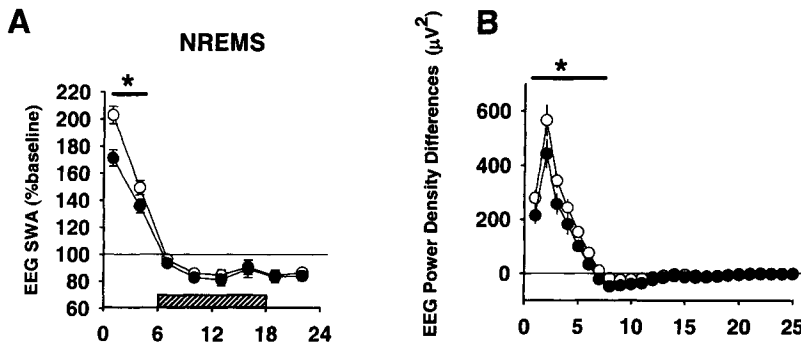 A
NREMS
*
EEG SWA (%baseline)
220
200
180
160
140
120
100
80
60
0 6 12 18 24
B
*
EEG Power Density Differences (μV²)
600
400
200
0
0 5 10 15 20 25